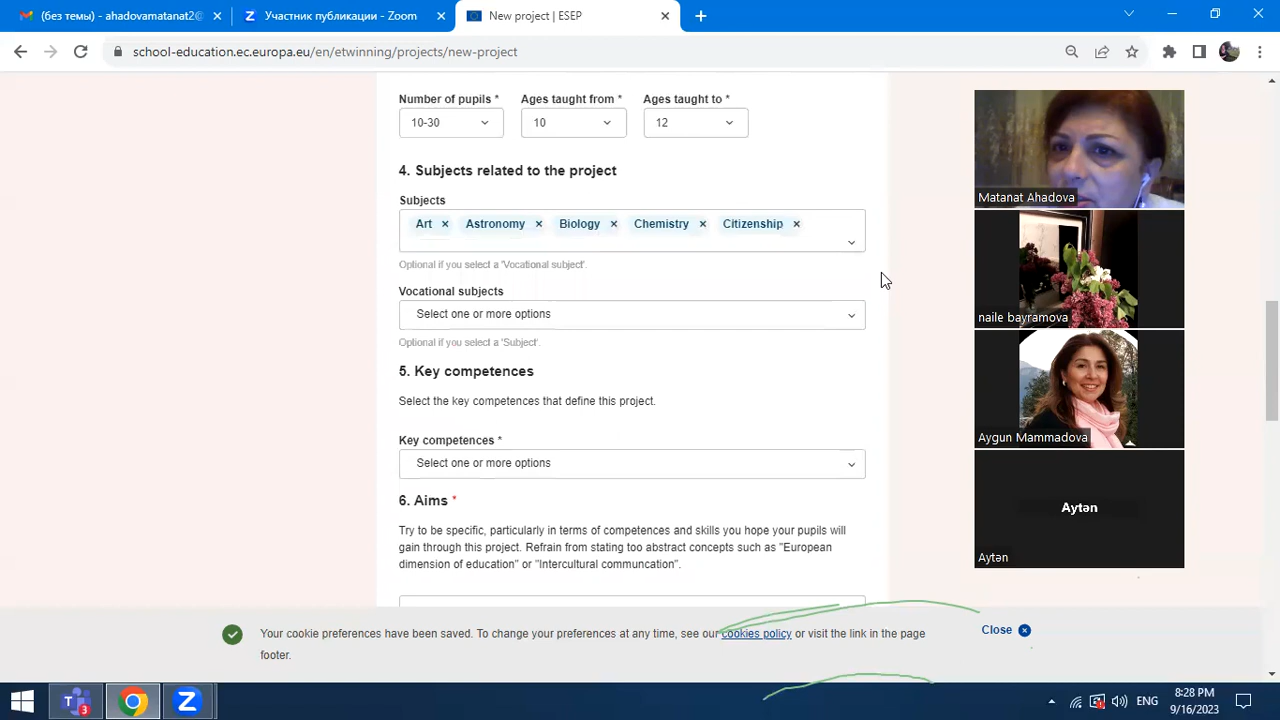 (без темы) - ahadovamatanat2@
Участник публикации - Zoom
New project | ESEP
school-education.ec.europa.eu/en/etwinning/projects/new-project
Number of pupils * Ages taught from * Ages taught to *
10-30 10 12
4. Subjects related to the project
Subjects
Art × Astronomy × Biology × Chemistry × Citizenship ×
Optional if you select a 'Vocational subject'.
Vocational subjects
Select one or more options
Optional if you select a 'Subject'.
5. Key competences
Select the key competences that define this project.
Key competences *
Select one or more options
6. Aims *
Try to be specific, particularly in terms of competences and skills you hope your pupils will
gain through this project. Refrain from stating too abstract concepts such as "European
dimension of education" or "Intercultural communcation".
Your cookie preferences have been saved. To change your preferences at any time, see our cookies policy or visit the link in the page
footer.
Close
Matanat Ahadova
naile bayramova
Aygun Mammadova
Aytən
Aytən
3
ENG
8:28 PM
9/16/2023